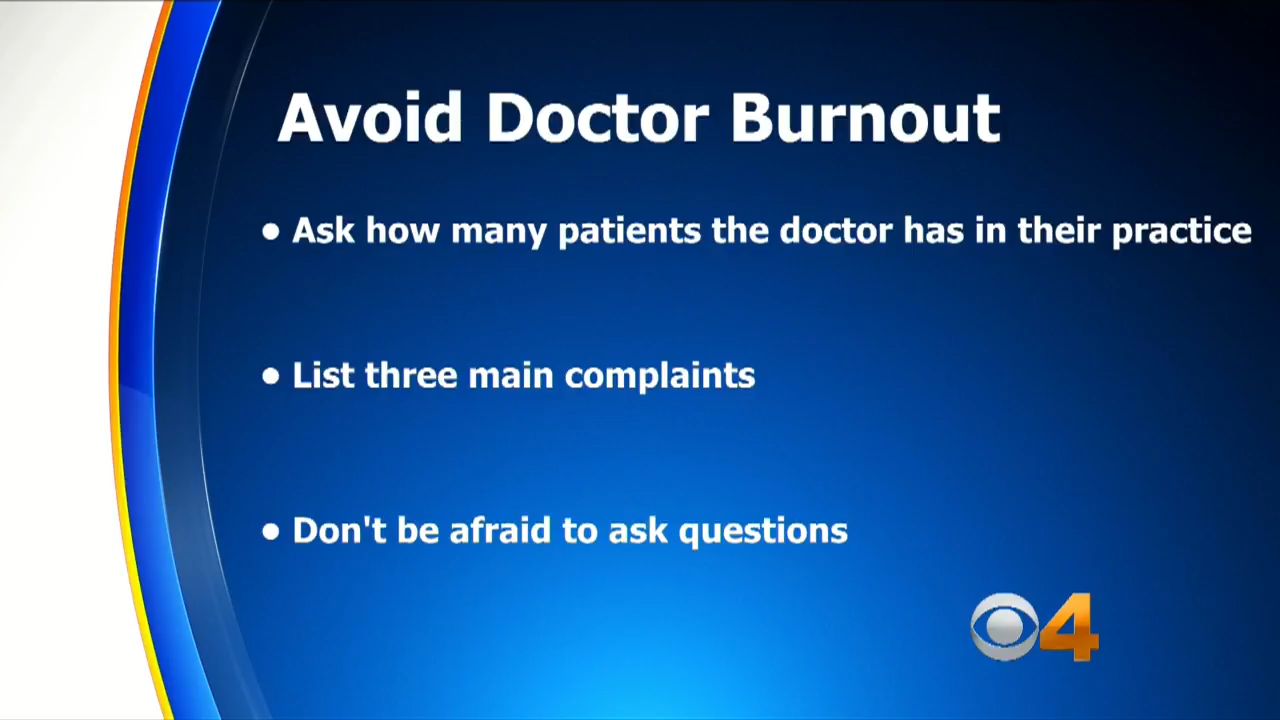 Avoid Doctor Burnout
• Ask how many patients the doctor has in their practice
• List three main complaints
• Don't be afraid to ask questions
4